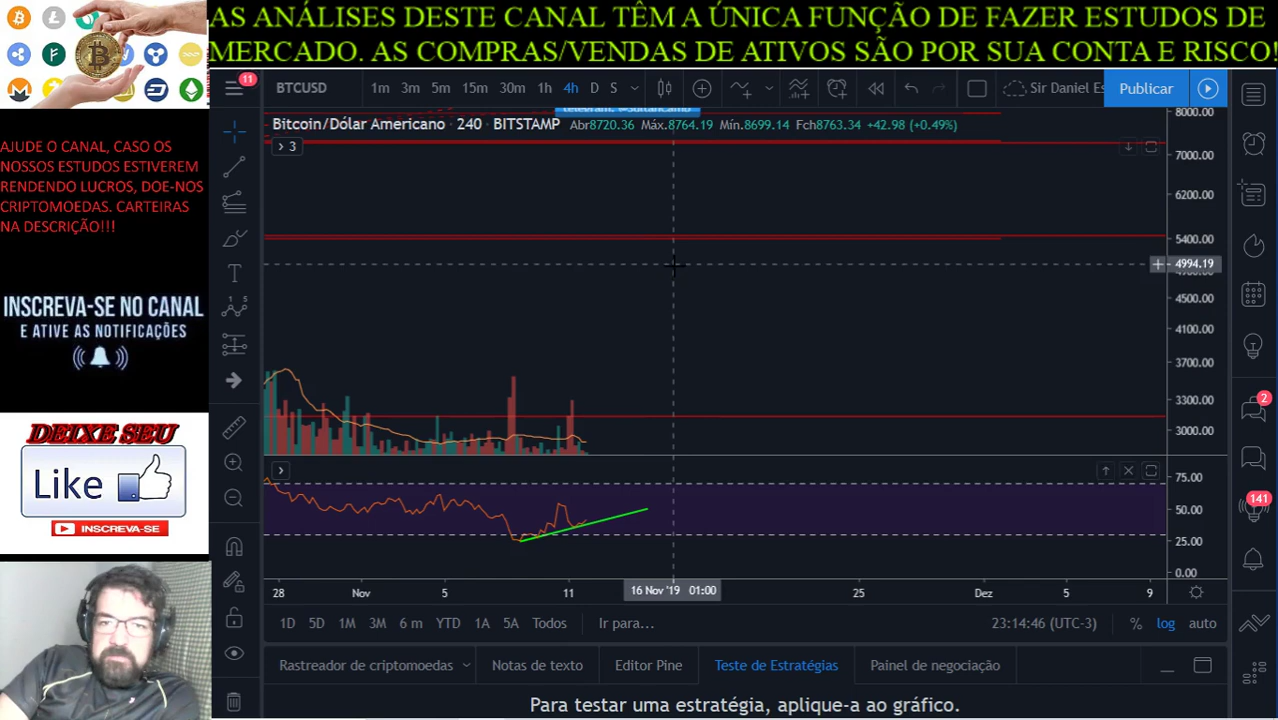 AS ANÁLISES DESTE CANAL TÊM A ÚNICA FUNÇÃO DE FAZER ESTUDOS DE
MERCADO. AS COMPRAS/VENDAS DE ATIVOS SÃO POR SUA CONTA E RISCO!
11
BTCUSD
1m 3m 5m 15m 30m 1h 4h D S
Sir Daniel Es
Publicar
Bitcoin/Dólar Americano · 240 · BITSTAMP Abr8720.36 Máx.8764.19 Mín.8699.14 Fch8763.34 +42.98 (+0.49%)
3
AJUDE O CANAL, CASO OS
NOSSOS ESTUDOS ESTIVEREM
RENDENDO LUCROS, DOE-NOS
CRIPTOMOEDAS. CARTEIRAS
NA DESCRIÇÃO!!!
INSCREVA-SE NO CANAL
E ATIVE AS NOTIFICAÇÕES
DEIXE SEU
Like
INSCREVA-SE
8000.00
7000.00
6200.00
5400.00
4994.19
4500.00
4100.00
3700.00
3300.00
3000.00
75.00
50.00
25.00
0.00
28 Nov 5 11 16 Nov '19 01:00 25 Dez 5 9
1D 5D 1M 3M 6 m YTD 1A 5A Todos Ir para... 23:14:46 (UTC-3) % log auto
Rastreador de criptomoedas Notas de texto Editor Pine Teste de Estratégias Painel de negociação
Para testar uma estratégia, aplique-a ao gráfico.
2
141